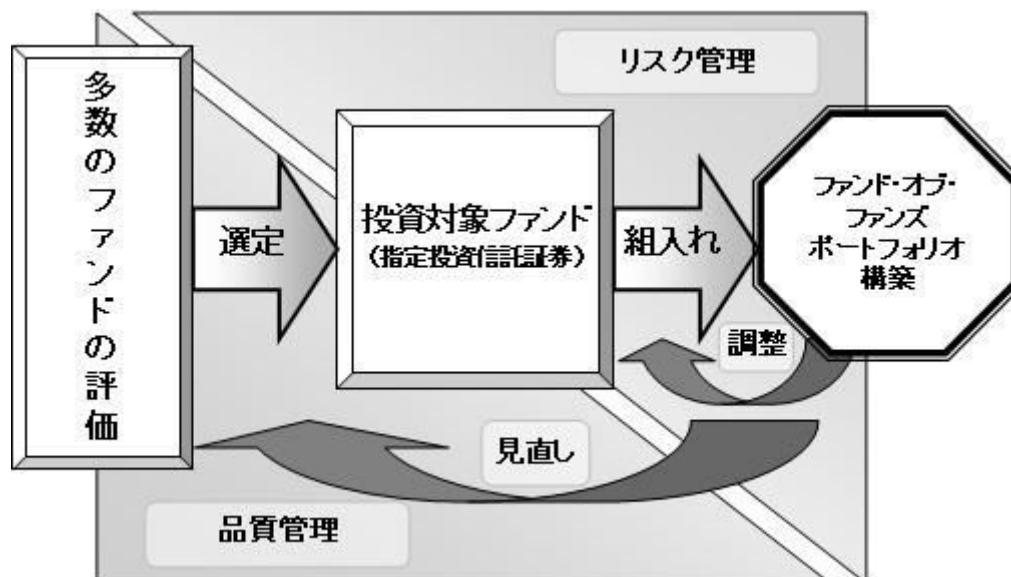 リスク管理
多数のファンドの評価
選定
投資対象ファンド
（指定投資信託証券）
組入れ
ファンド・オブ・
ファンズ
ポートフォリオ
構築
調整
見直し
品質管理